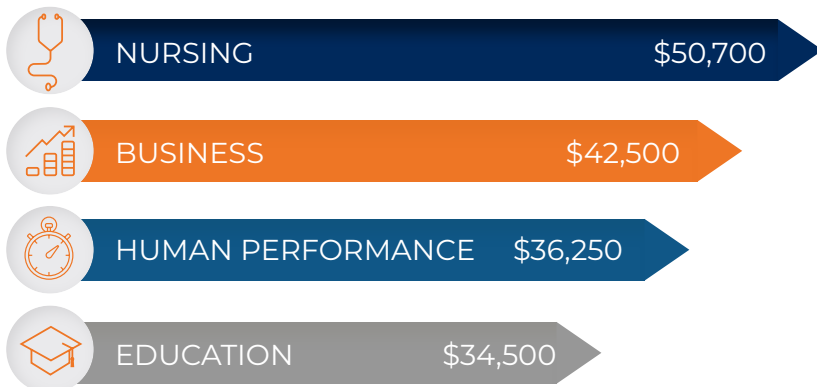 NURSING $50,700
BUSINESS $42,500
HUMAN PERFORMANCE $36,250
EDUCATION $34,500